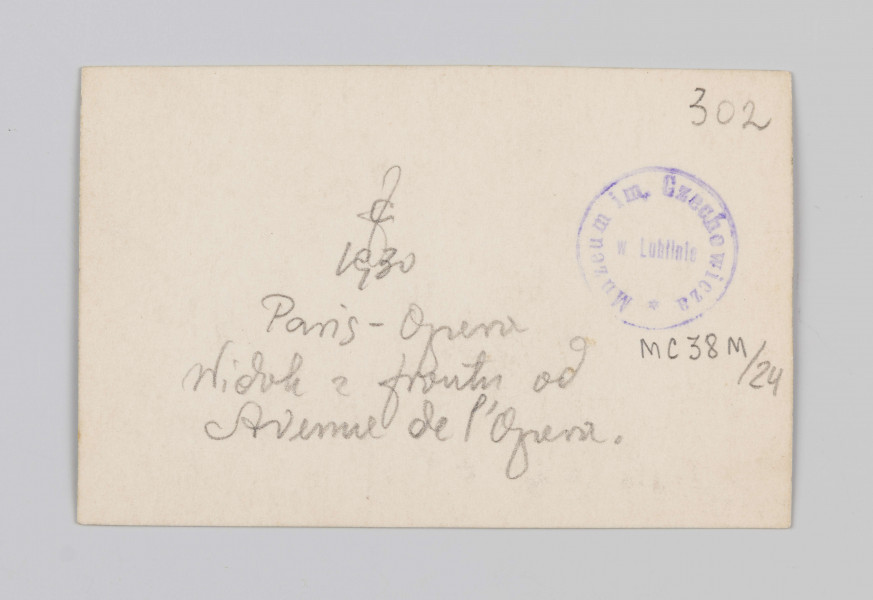 302
Muzeum im. Czechowicza
w Lublinie
1930
Paris - Opera
Widok z frontu od
Avenue de l'Opera.
MC38M/24